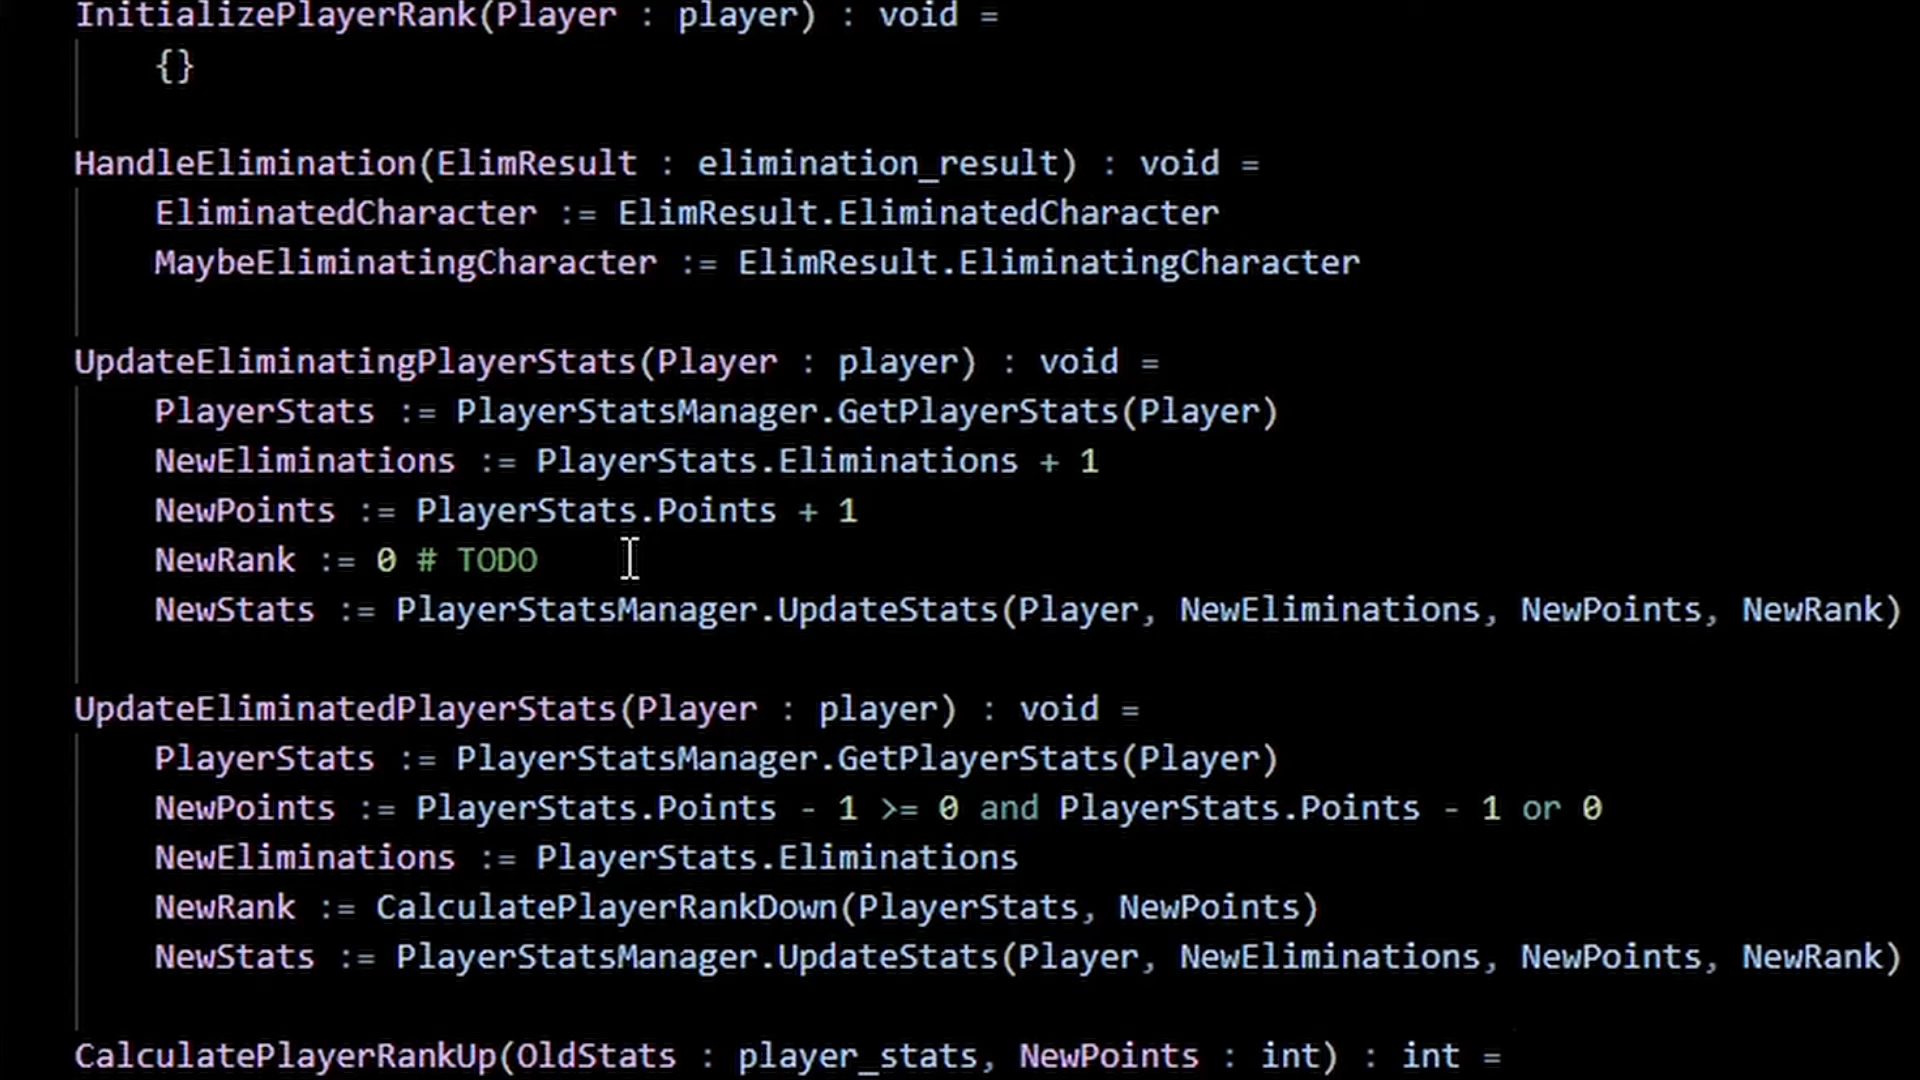 InitializePlayerRank(Player : player) : void =
{}
HandleElimination(ElimResult : elimination_result) : void =
EliminatedCharacter := ElimResult.EliminatedCharacter
MaybeEliminatingCharacter := ElimResult.EliminatingCharacter
UpdateEliminatingPlayerStats(Player : player) : void =
PlayerStats := PlayerStatsManager.GetPlayerStats(Player)
NewEliminations := PlayerStats.Eliminations + 1
NewPoints := PlayerStats.Points + 1
NewRank := 0 # TODO
NewStats := PlayerStatsManager.UpdateStats(Player, NewEliminations, NewPoints, NewRank)
UpdateEliminatedPlayerStats(Player : player) : void =
PlayerStats := PlayerStatsManager.GetPlayerStats(Player)
NewPoints := PlayerStats.Points - 1 >= 0 and PlayerStats.Points - 1 or 0
NewEliminations := PlayerStats.Eliminations
NewRank := CalculatePlayerRankDown(PlayerStats, NewPoints)
NewStats := PlayerStatsManager.UpdateStats(Player, NewEliminations, NewPoints, NewRank)
CalculatePlayerRankUp(OldStats : player_stats, NewPoints : int) : int =